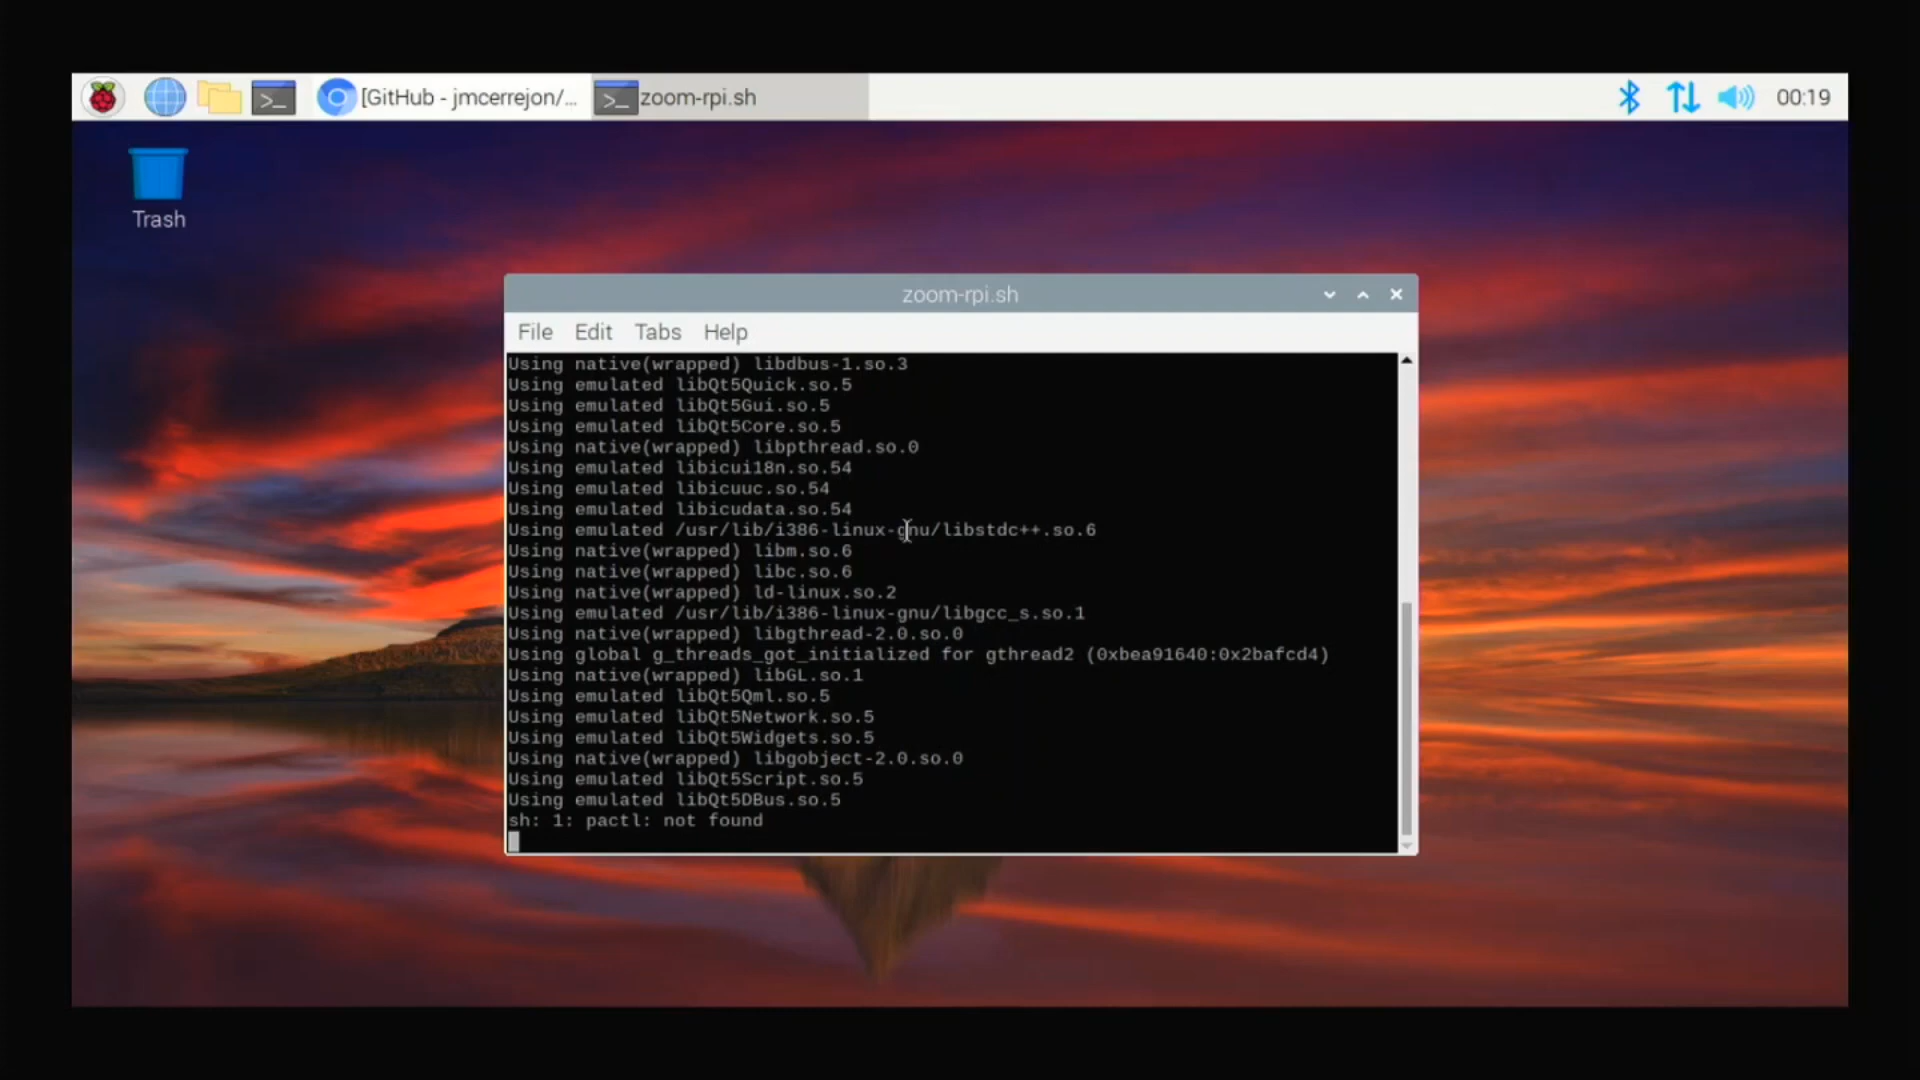 [GitHub - jmcerrejon/...
zoom-rpi.sh
00:19
Trash
zoom-rpi.sh
File Edit Tabs Help
Using native(wrapped) libdbus-1.so.3
Using emulated libQt5Quick.so.5
Using emulated libQt5Gui.so.5
Using emulated libQt5Core.so.5
Using native(wrapped) libpthread.so.0
Using emulated libicui18n.so.54
Using emulated libicuuc.so.54
Using emulated libicudata.so.54
Using emulated /usr/lib/i386-linux-gnu/libstdc++.so.6
Using native(wrapped) libm.so.6
Using native(wrapped) libc.so.6
Using native(wrapped) ld-linux.so.2
Using emulated /usr/lib/i386-linux-gnu/libgcc_s.so.1
Using native(wrapped) libgthread-2.0.so.0
Using global g_threads_got_initialized for gthread2 (0xbea91640:0x2bafcd4)
Using native(wrapped) libGL.so.1
Using emulated libQt5Qml.so.5
Using emulated libQt5Network.so.5
Using emulated libQt5Widgets.so.5
Using native(wrapped) libgobject-2.0.so.0
Using emulated libQt5Script.so.5
Using emulated libQt5DBus.so.5
sh: 1: pactl: not found